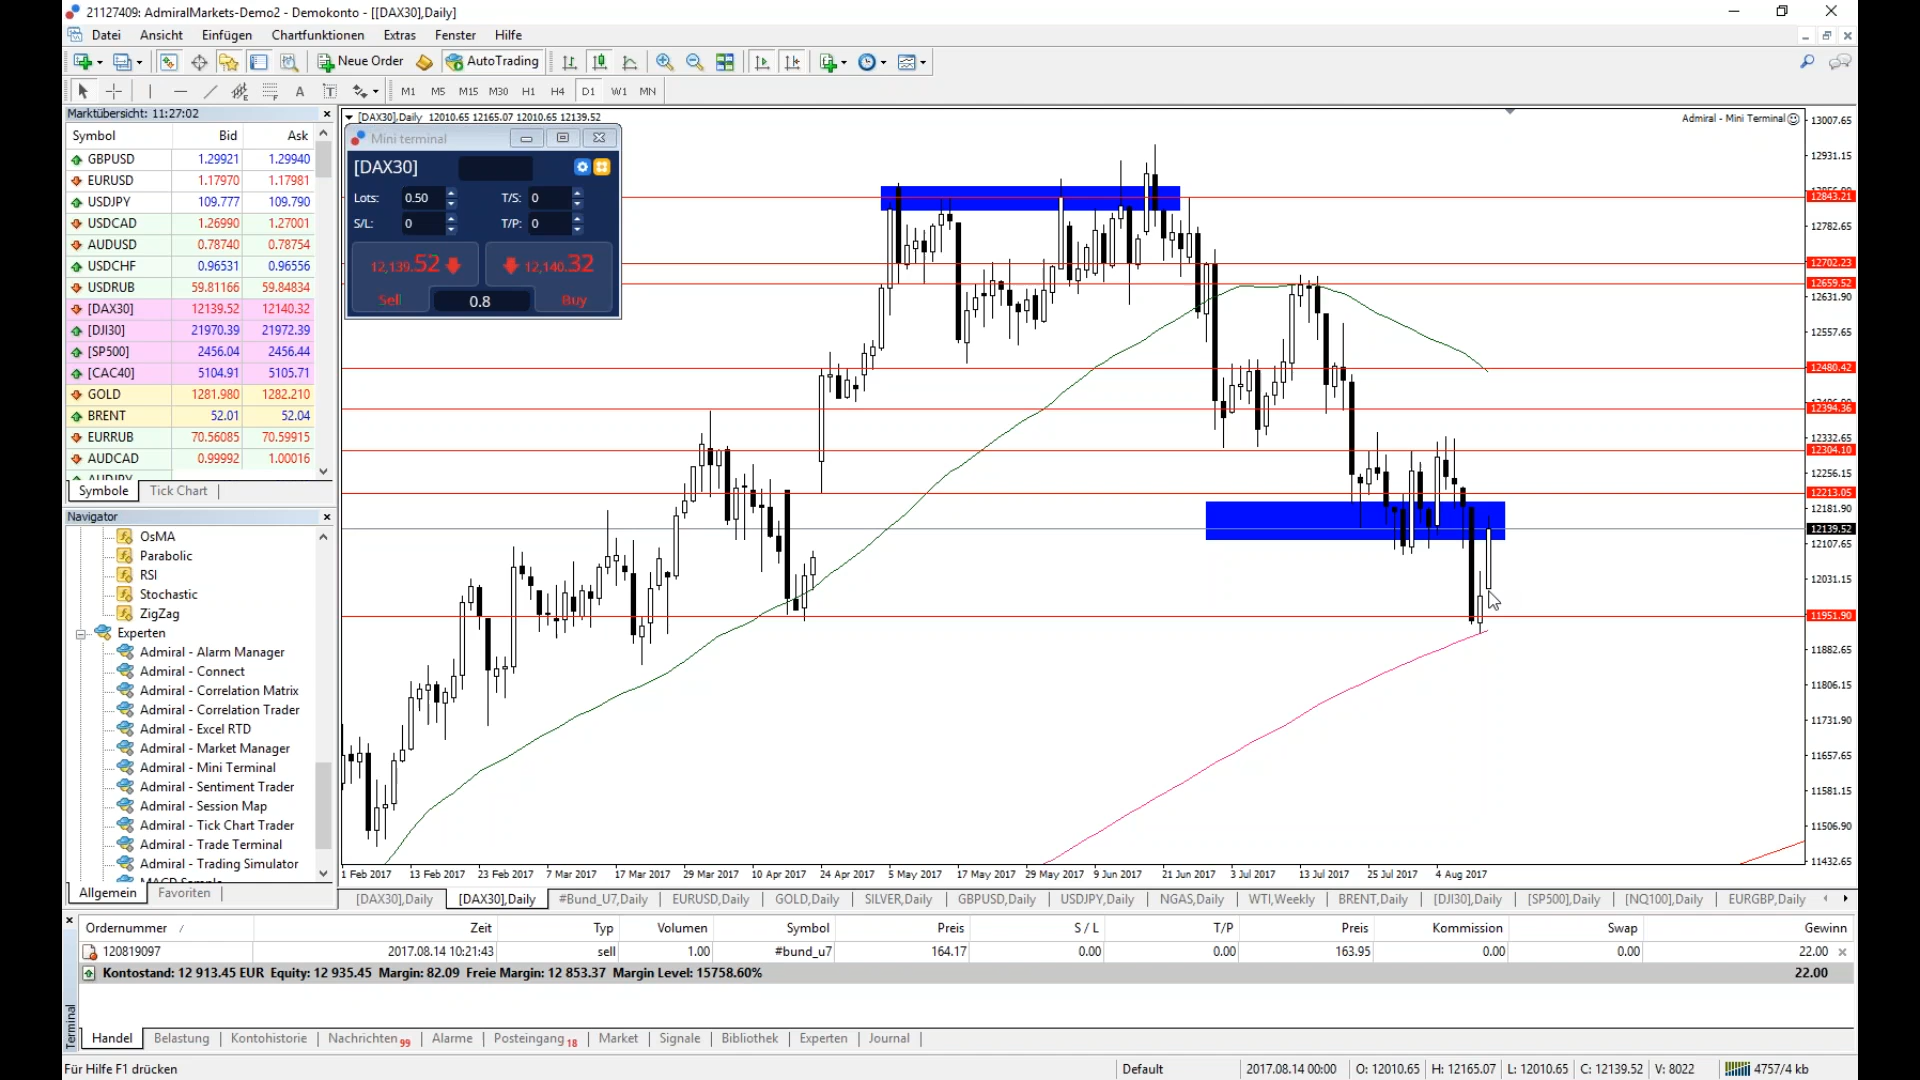 21127409: AdmiralMarkets-Demo2 - Demokonto - [[DAX30],Daily]
Datei Ansicht Einfügen Chartfunktionen Extras Fenster Hilfe
Neue Order AutoTrading
A T M1 M5 M15 M30 H1 H4 D1 W1 MN
Marktübersicht: 11:27:02
Symbol Bid Ask
GBPUSD 1.29921 1.29940
EURUSD 1.17970 1.17981
USDJPY 109.777 109.790
USDCAD 1.26990 1.27001
AUDUSD 0.78740 0.78754
USDCHF 0.96531 0.96556
USDRUB 59.81166 59.84834
[DAX30] 12139.52 12140.32
[DJI30] 21970.39 21972.39
[SP500] 2456.04 2456.44
[CAC40] 5104.91 5105.71
GOLD 1281.980 1282.210
BRENT 52.01 52.04
EURRUB 70.56085 70.59915
AUDCAD 0.99992 1.00016
Symbole Tick Chart
Navigator
OsMA
Parabolic
RSI
Stochastic
ZigZag
Experten
Admiral - Alarm Manager
Admiral - Connect
Admiral - Correlation Matrix
Admiral - Correlation Trader
Admiral - Excel RTD
Admiral - Market Manager
Admiral - Mini Terminal
Admiral - Sentiment Trader
Admiral - Session Map
Admiral - Tick Chart Trader
Admiral - Trade Terminal
Admiral - Trading Simulator
Allgemein Favoriten
[DAX30],Daily 12010.65 12165.07 12010.65 12139.52
Admiral - Mini Terminal
Mini terminal
[DAX30]
Lots: 0.50 T/S: 0
S/L: 0 T/P: 0
12,139.52 12,140.32
Sell 0.8 Buy
13007.65
12931.15
12843.21
12782.65
12702.23
12659.52
12631.90
12557.65
12480.42
12394.36
12332.65
12304.10
12256.15
12213.05
12181.90
12139.52
12107.65
12031.15
11951.90
11882.65
11806.15
11731.90
11657.65
11581.15
11506.90
11432.65
1 Feb 2017 13 Feb 2017 23 Feb 2017 7 Mar 2017 17 Mar 2017 29 Mar 2017 10 Apr 2017 24 Apr 2017 5 May 2017 17 May 2017 29 May 2017 9 Jun 2017 21 Jun 2017 3 Jul 2017 13 Jul 2017 25 Jul 2017 4 Aug 2017
[DAX30],Daily [DAX30],Daily #Bund_U7,Daily EURUSD,Daily GOLD,Daily SILVER,Daily GBPUSD,Daily USDJPY,Daily NGAS,Daily WTI,Weekly BRENT,Daily [DJI30],Daily [SP500],Daily [NQ100],Daily EURGBP,Daily
Ordernummer / Zeit Typ Volumen Symbol Preis S / L T/P Preis Kommission Swap Gewinn
120819097 2017.08.14 10:21:43 sell 1.00 #bund_u7 164.17 0.00 0.00 163.95 0.00 0.00 22.00
Kontostand: 12 913.45 EUR Equity: 12 935.45 Margin: 82.09 Freie Margin: 12 853.37 Margin Level: 15758.60% 22.00
Terminal
Handel Belastung Kontohistorie Nachrichten 99 Alarme Posteingang 18 Market Signale Bibliothek Experten Journal
Für Hilfe F1 drücken Default 2017.08.14 00:00 O: 12010.65 H: 12165.07 L: 12010.65 C: 12139.52 V: 8022 4757/4 kb